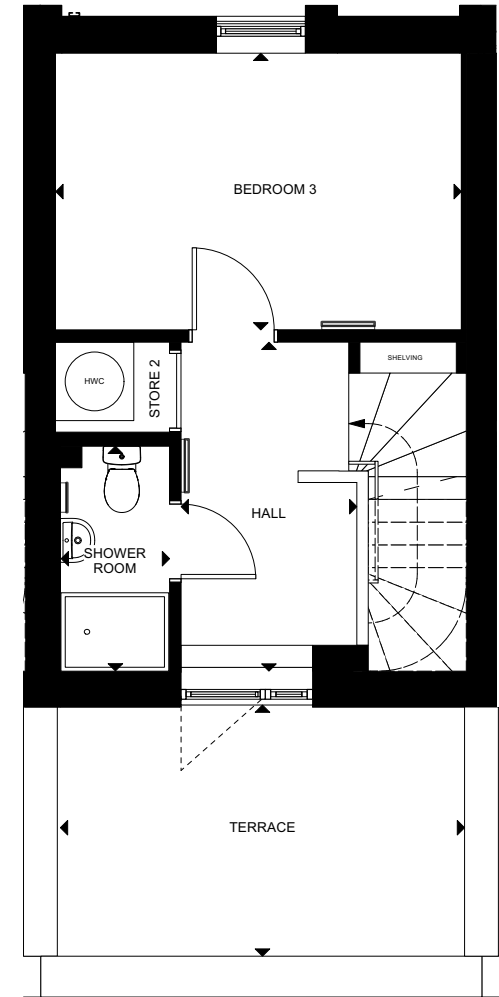 BEDROOM 3
SHELVING
HWC
STORE 2
HALL
SHOWER
ROOM
TERRACE